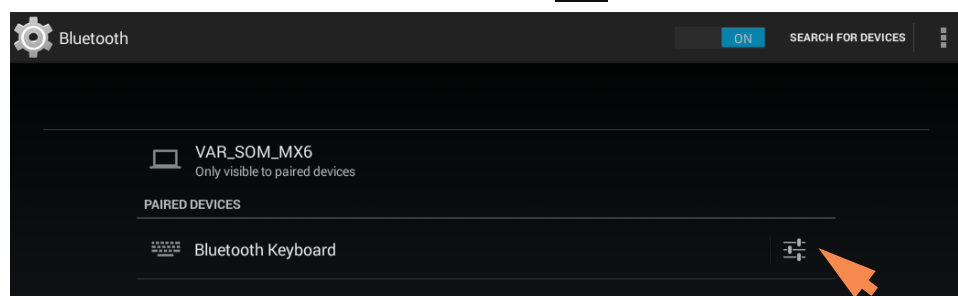 Bluetooth
ON
SEARCH FOR DEVICES
VAR_SOM_MX6
Only visible to paired devices
PAIRED DEVICES
Bluetooth Keyboard